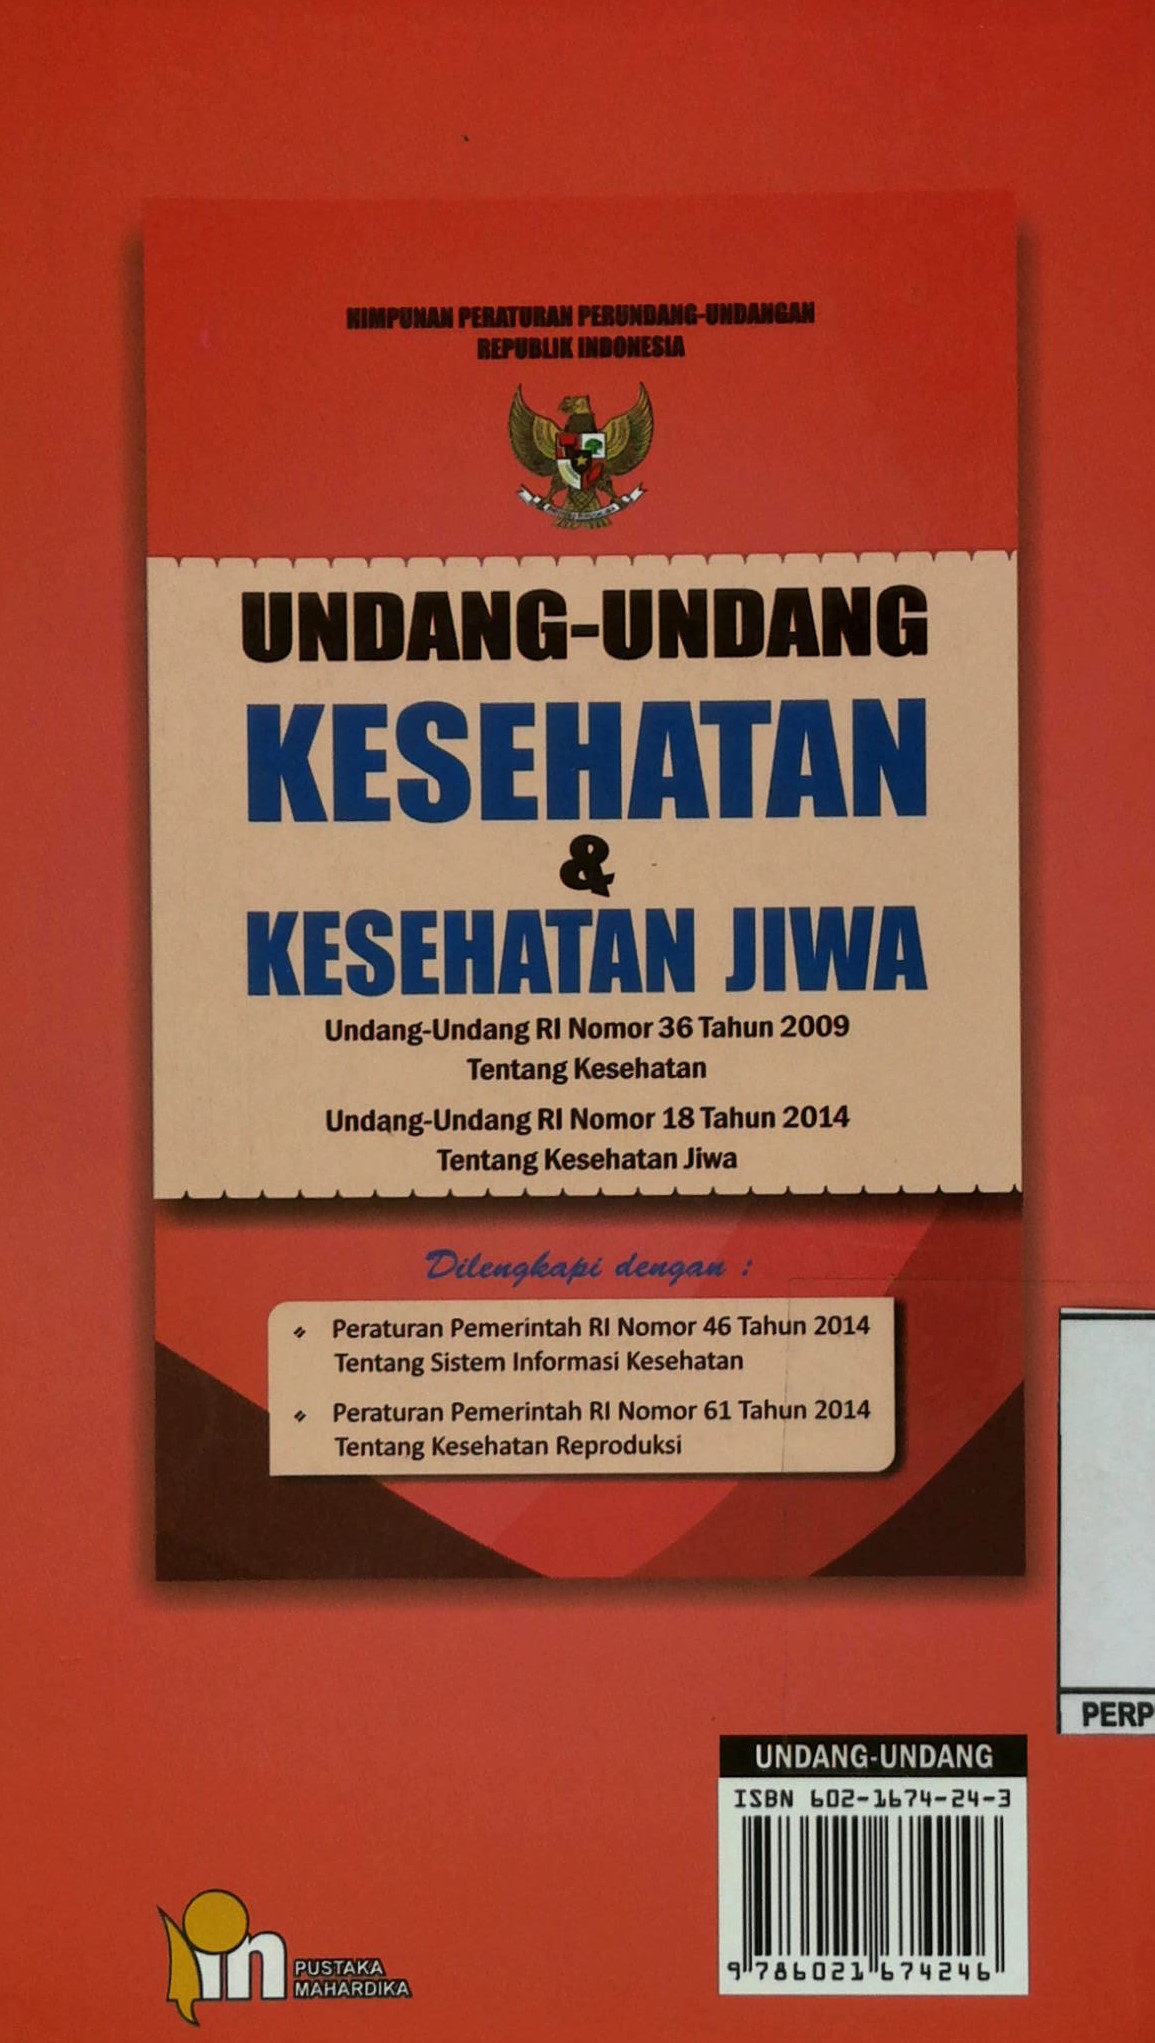 HIMPUNAN PERATURAN PERUNDANG-UNDANGAN
REPUBLIK INDONESIA
UNDANG-UNDANG
KESEHATAN
&
KESEHATAN JIWA
Undang-Undang RI Nomor 36 Tahun 2009
Tentang Kesehatan
Undang-Undang RI Nomor 18 Tahun 2014
Tentang Kesehatan Jiwa
Dilengkapi dengan :
Peraturan Pemerintah RI Nomor 46 Tahun 2014
Tentang Sistem Informasi Kesehatan
Peraturan Pemerintah RI Nomor 61 Tahun 2014
Tentang Kesehatan Reproduksi
PERP
UNDANG-UNDANG
ISBN 602-1674-24-3
9 786021 674246
in
PUSTAKA
MAHARDIKA